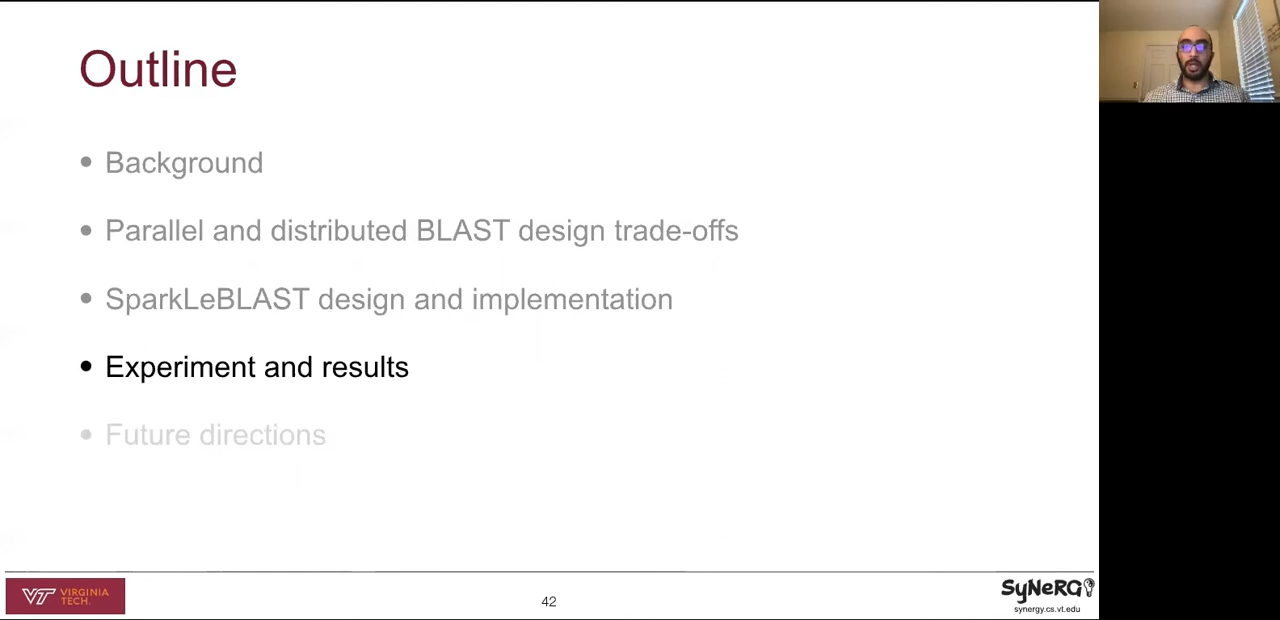 Outline
• Background
• Parallel and distributed BLAST design trade-offs
• SparkLeBLAST design and implementation
• Experiment and results
• Future directions
VT VIRGINIA TECH.
42
SyNeRGy
synergy.cs.vt.edu